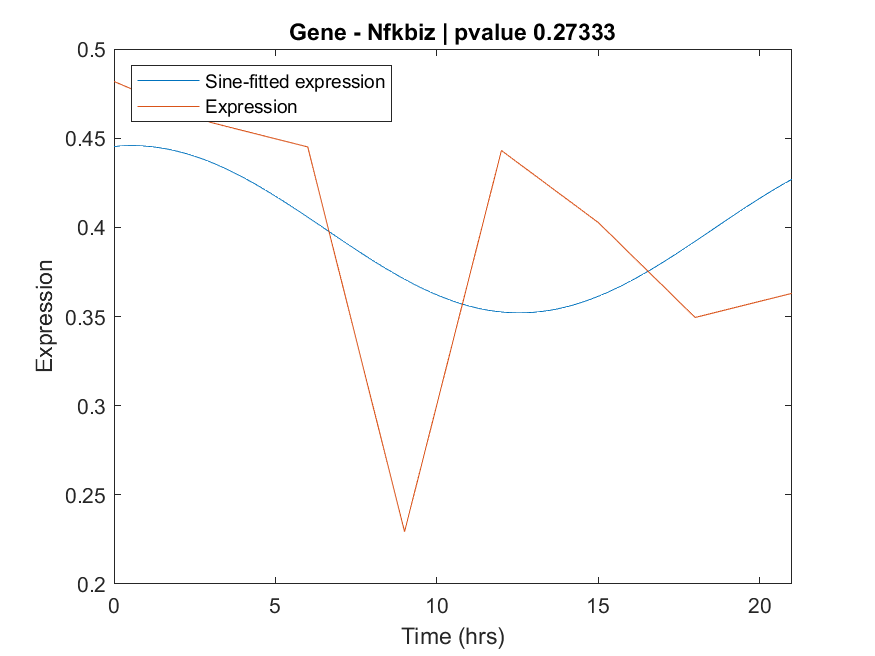 Gene - Nfkbiz | pvalue 0.27333
0.5
Sine-fitted expression
Expression
0.45
0.4
0.35
0.3
0.25
0.2
Expression
0
5
10
15
20
Time (hrs)